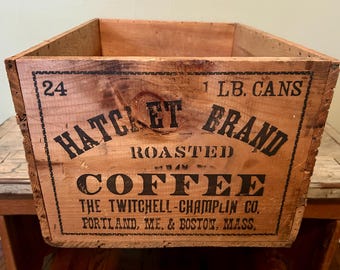 24 1 LB. CANS
HATCHET BRAND
ROASTED
COFFEE
THE TWITCHELL-CHAMPLIN CO.
PORTLAND, ME. & BOSTON, MASS.